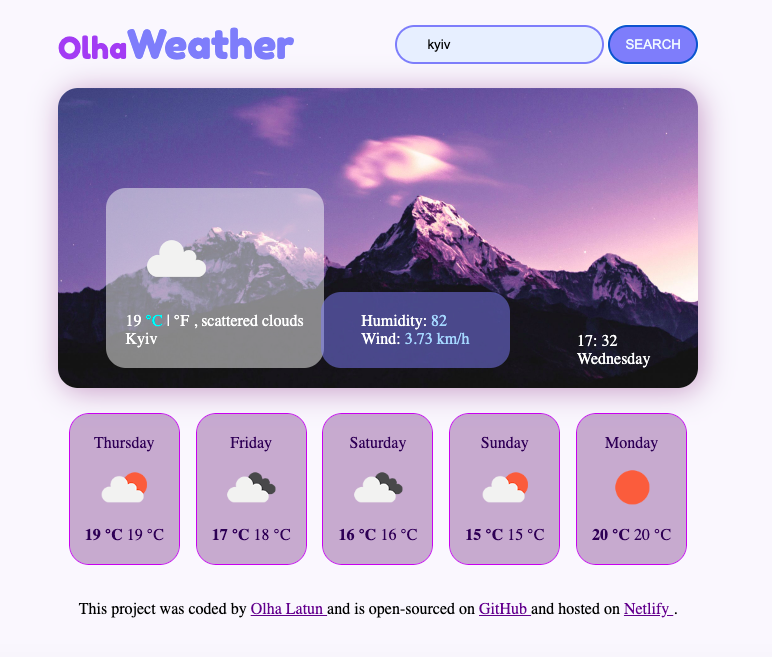 OlhaWeather
kyiv
SEARCH
19 °C | °F , scattered clouds
Kyiv
Humidity: 82
Wind: 3.73 km/h
17: 32
Wednesday
Thursday
19 °C 19 °C
Friday
17 °C 18 °C
Saturday
16 °C 16 °C
Sunday
15 °C 15 °C
Monday
20 °C 20 °C
This project was coded by Olha Latun and is open-sourced on GitHub and hosted on Netlify .